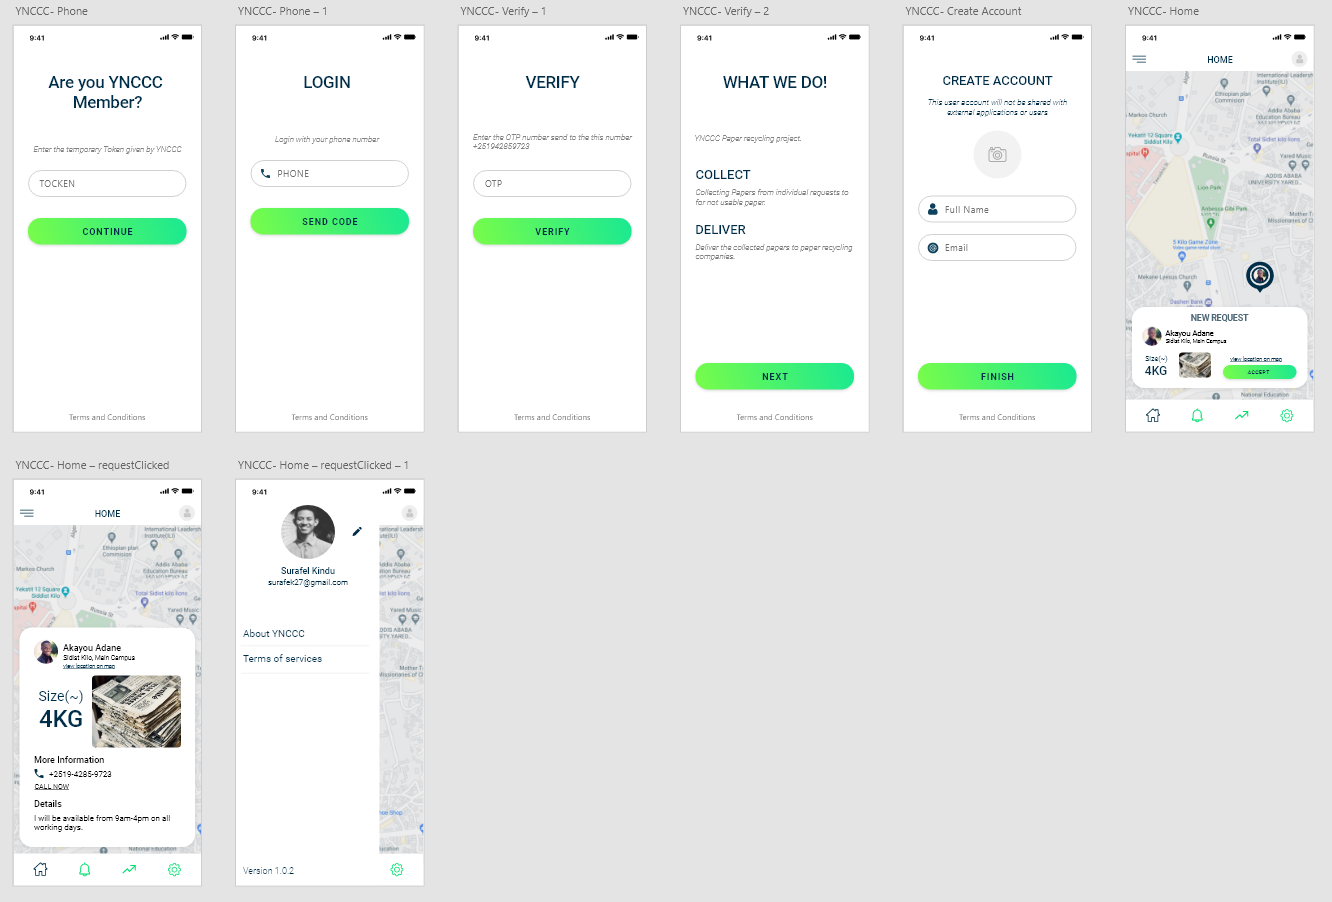 YNCCC- Phone
9:41
Are you YNCCC
Member?
Enter the temporary Token given by YNCCC
TOCKEN
CONTINUE
Terms and Conditions
YNCCC- Phone – 1
9:41
LOGIN
Login with your phone number
PHONE
SEND CODE
Terms and Conditions
YNCCC- Verify – 1
9:41
VERIFY
Enter the OTP number send to the this number
+251942859723
OTP
VERIFY
Terms and Conditions
YNCCC- Verify – 2
9:41
WHAT WE DO!
YNCCC Paper recycling project.
COLLECT
Collecting Papers from individual requests to
for not usable paper.
DELIVER
Deliver the collected papers to paper recycling
companies.
NEXT
Terms and Conditions
YNCCC- Create Account
9:41
CREATE ACCOUNT
This user account will not be shared with
external applications or users
Full Name
Email
FINISH
Terms and Conditions
YNCCC- Home
9:41
HOME
International Leadership
Institute(ILI)
Ethiopian plan
Commission
Addis Ababa
Education Bureau
Markos Church
Yekatit 12 Square
Siddist Kilo
Total Sidist kilo
Yared Music
Russia St
ADDIS ABABA
UNIVERSITY YARED...
Lion Park
Anbessa Gibi Park
Mother T
Missionaries of C
5 Kilo Game Zone
Video game rental store
Mekane Lyesus Church
Dashen Bank
NEW REQUEST
Akayou Adane
Sidist Kilo, Main Campus
Size(~)
4KG
view location on map
ACCEPT
National Education
YNCCC- Home – requestClicked
9:41
HOME
International Leadersh
Institute(ILI)
Ethiopian plan
Commission
Addis Ababa
Education Bureau
Markos Church
Yekatit 12 Square
Siddist Kilo
Total Sidist kilo
Yared Music
Russia St
Akayou Adane
Sidist Kilo, Main Campus
view location on map
Size(~)
4KG
More Information
+2519-4285-9723
CALL NOW
Details
I will be available from 9am-4pm on all
working days.
National Education
YNCCC- Home – requestClicked – 1
9:41
Surafel Kindu
surafek27@gmail.com
About YNCCC
Terms of services
Version 1.0.2